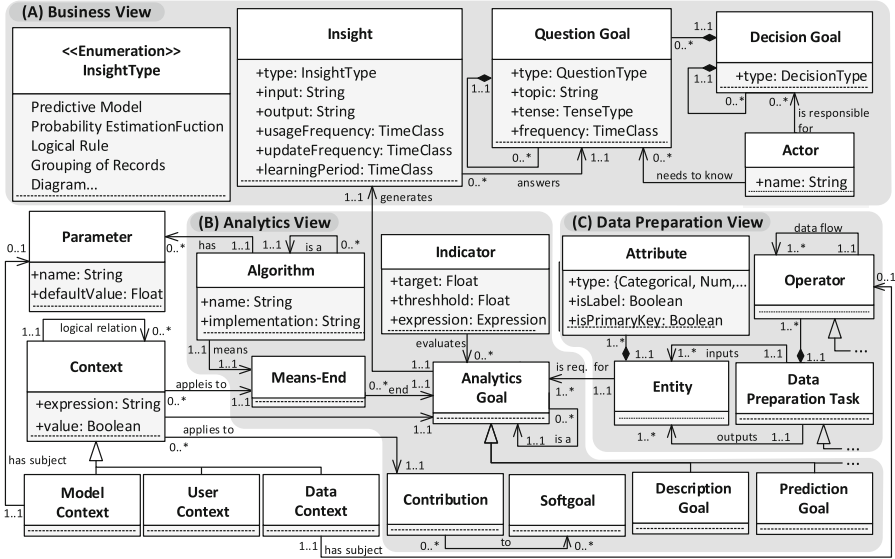 (A) Business View
<<Enumeration>>
InsightType
Predictive Model
Probability EstimationFuction
Logical Rule
Grouping of Records
Diagram...
Insight
+type: InsightType
+input: String
+output: String
+usageFrequency: TimeClass
+updateFrequency: TimeClass
+learningPeriod: TimeClass
Question Goal
+type: QuestionType
+topic: String
+tense: TenseType
+frequency: TimeClass
1..1
0..*
0..*
answers
1..1
1..1
0..*
Decision Goal
+type: DecisionType
1..1
0..*
0..*
is responsible
for
Actor
+name: String
needs to know
0..*
1..1
generates
(B) Analytics View
(C) Data Preparation View
Parameter
+name: String
+defaultValue: Float
0..1
0..*
has
1..1
1..1
is a
0..*
Algorithm
+name: String
+implementation: String
Indicator
+target: Float
+threshhold: Float
+expression: Expression
evaluates
0..*
Attribute
+type: {Categorical, Num,...
+isLabel: Boolean
+isPrimaryKey: Boolean
data flow
1..*
1..1
Operator
0..1
...
logical relation
1..1
0..*
Context
+expression: String
+value: Boolean
1..1
means
1..1
Means-End
appleis to
0..*
1..1
0..*
end
1..1
1..1
Analytics
Goal
1..1
is req. for
1..*
1..1
0..*
1..1
is a
1..*
1..1
1..*
inputs
1..1
1..*
1..1
Entity
Data
Preparation Task
1..*
outputs
1..1
...
...
applies to
0..*
1..1
has subject
1..1
Model
Context
User
Context
Data
Context
Contribution
Softgoal
Description
Goal
Prediction
Goal
0..*
to
0..*
1..1
has subject